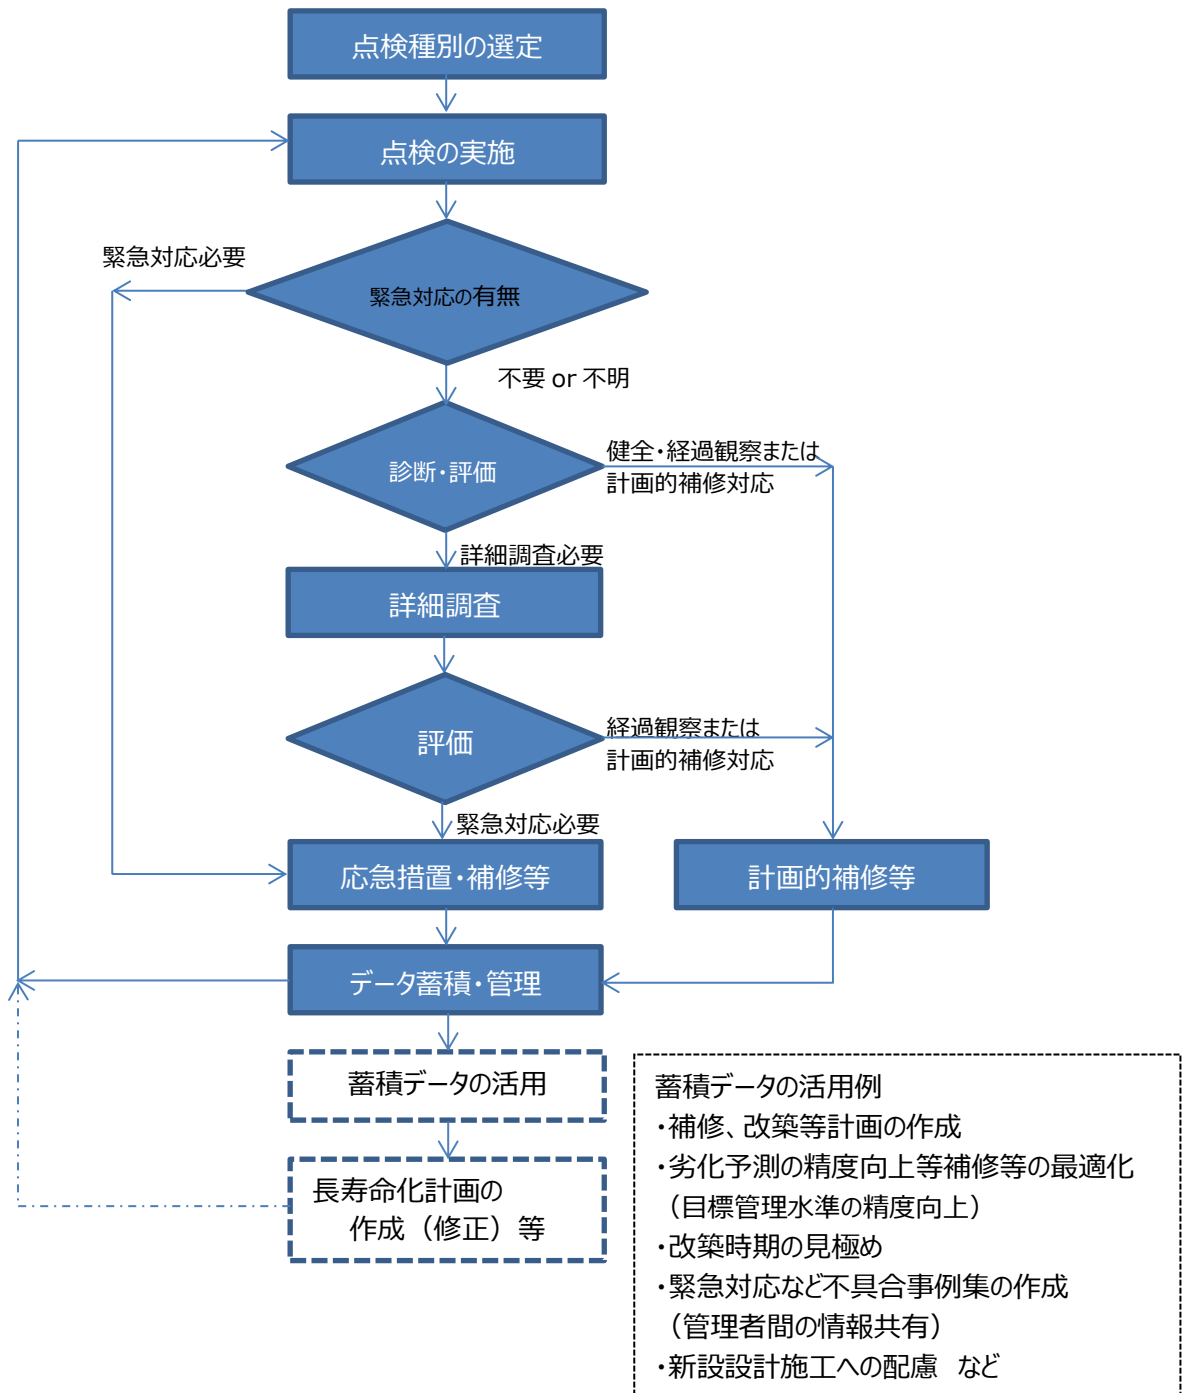 点検種別の選定
点検の実施
緊急対応必要
緊急対応の有無
不要 or 不明
診断・評価
健全・経過観察または
計画的補修対応
詳細調査必要
詳細調査
評価
経過観察または
計画的補修対応
緊急対応必要
応急措置・補修等
計画的補修等
データ蓄積・管理
蓄積データの活用
長寿命化計画の
作成（修正）等
蓄積データの活用例
・補修、改築等計画の作成
・劣化予測の精度向上等補修等の最適化
（目標管理水準の精度向上）
・改築時期の見極め
・緊急対応など不具合事例集の作成
（管理者間の情報共有）
・新設設計施工への配慮　など